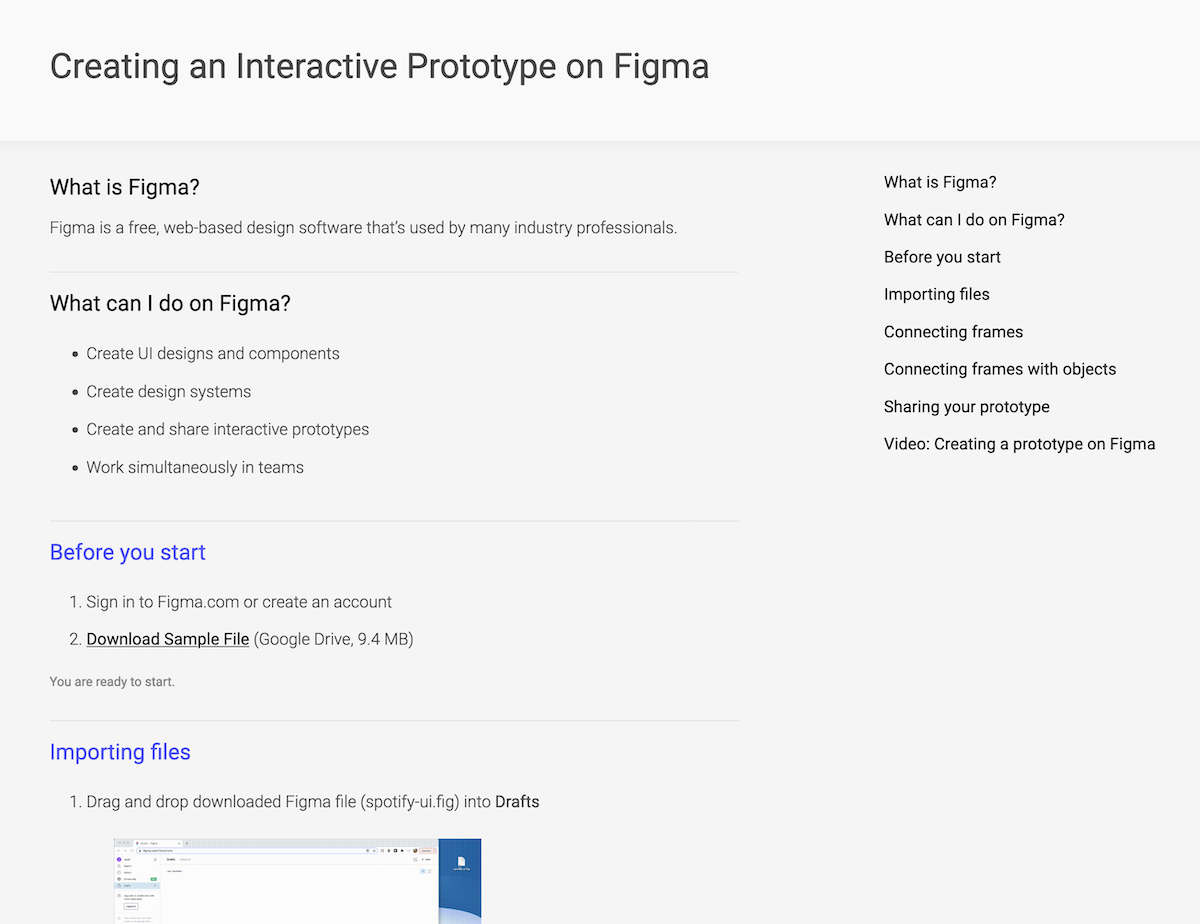 Creating an Interactive Prototype on Figma
What is Figma?
Figma is a free, web-based design software that’s used by many industry professionals.
What can I do on Figma?
• Create UI designs and components
• Create design systems
• Create and share interactive prototypes
• Work simultaneously in teams
Before you start
1. Sign in to Figma.com or create an account
2. Download Sample File (Google Drive, 9.4 MB)
You are ready to start.
Importing files
1. Drag and drop downloaded Figma file (spotify-ui.fig) into Drafts
Drafts
What is Figma?
What can I do on Figma?
Before you start
Importing files
Connecting frames
Connecting frames with objects
Sharing your prototype
Video: Creating a prototype on Figma